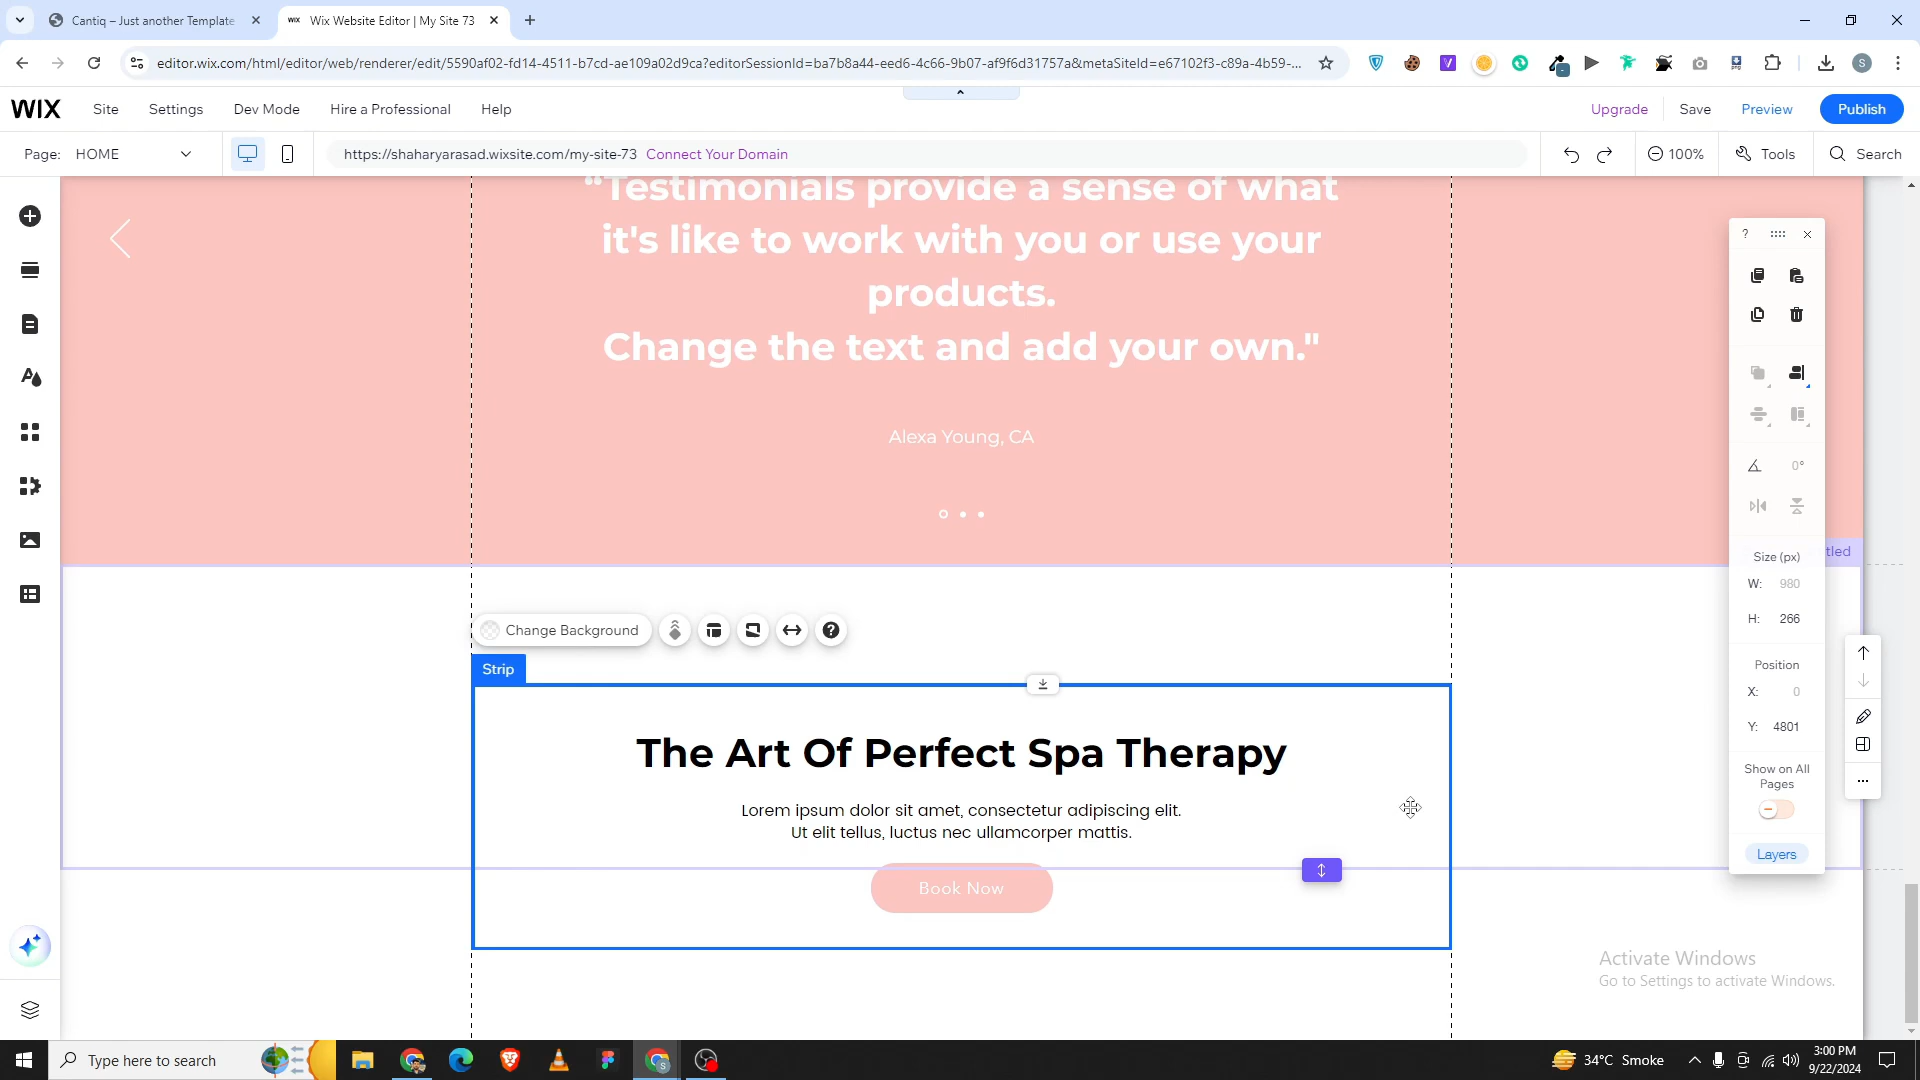 Cantiq – Just another Template
Wix Website Editor | My Site 73
editor.wix.com/html/editor/web/renderer/edit/5590af02-fd14-4511-b7cd-ae109a02d9ca?editorSessionId=ba7b8a44-eed6-4c66-9b07-af9f6d31757a&metaSiteId=e67102f3-c89a-4b59-...
S
WIX
Site
Settings
Dev Mode
Hire a Professional
Help
Upgrade
Save
Preview
Publish
Page: HOME
https://shaharyarasad.wixsite.com/my-site-73 Connect Your Domain
100%
Tools
Search
"Testimonials provide a sense of what
it's like to work with you or use your
products.
Change the text and add your own."
Alexa Young, CA
Change Background
Strip
The Art Of Perfect Spa Therapy
Lorem ipsum dolor sit amet, consectetur adipiscing elit.
Ut elit tellus, luctus nec ullamcorper mattis.
Book Now
?
0°
tled
Size (px)
W: 980
H: 266
Position
X: 0
Y: 4801
Show on All
Pages
Layers
Activate Windows
Go to Settings to activate Windows.
Type here to search
34°C Smoke
3:00 PM
9/22/2024